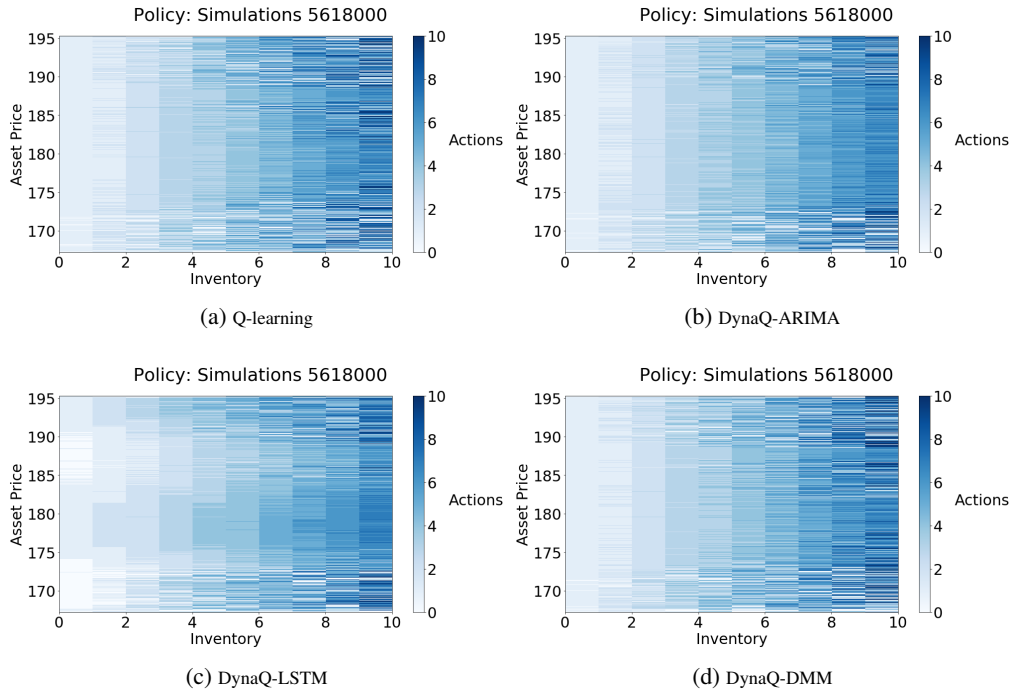 Policy: Simulations 5618000
195
190
185
180
175
170
Asset Price
0 2 4 6 8 10
Inventory
10
8
6
4
2
0
Actions
(a) Q-learning
Policy: Simulations 5618000
195
190
185
180
175
170
Asset Price
0 2 4 6 8 10
Inventory
10
8
6
4
2
0
Actions
(b) DynaQ-ARIMA
Policy: Simulations 5618000
195
190
185
180
175
170
Asset Price
0 2 4 6 8 10
Inventory
10
8
6
4
2
0
Actions
(c) DynaQ-LSTM
Policy: Simulations 5618000
195
190
185
180
175
170
Asset Price
0 2 4 6 8 10
Inventory
10
8
6
4
2
0
Actions
(d) DynaQ-DMM